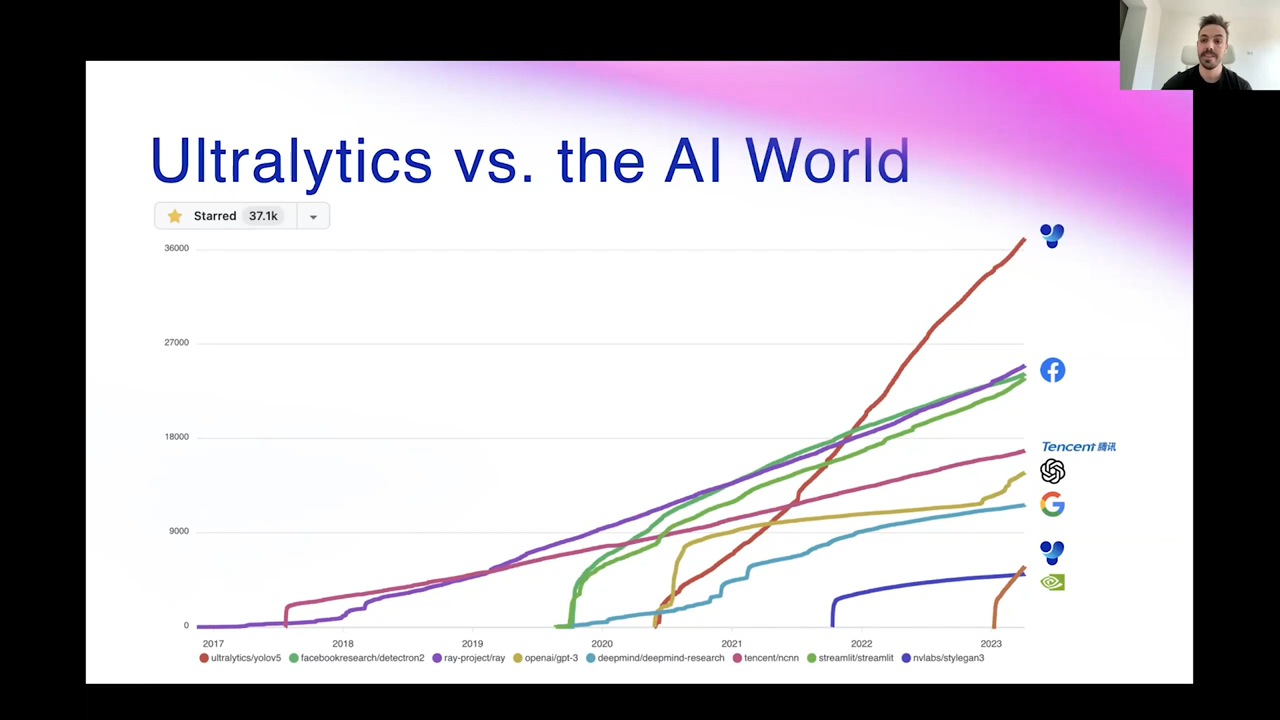 Ultralytics vs. the AI World
Starred 37.1k
36000
27000
18000
9000
0
Tencent 腾讯
2017 2018 2019 2020 2021 2022 2023
ultralytics/yolov5 facebookresearch/detectron2 ray-project/ray openai/gpt-3 deepmind/deepmind-research tencent/ncnn streamlit/streamlit nvlabs/stylegan3